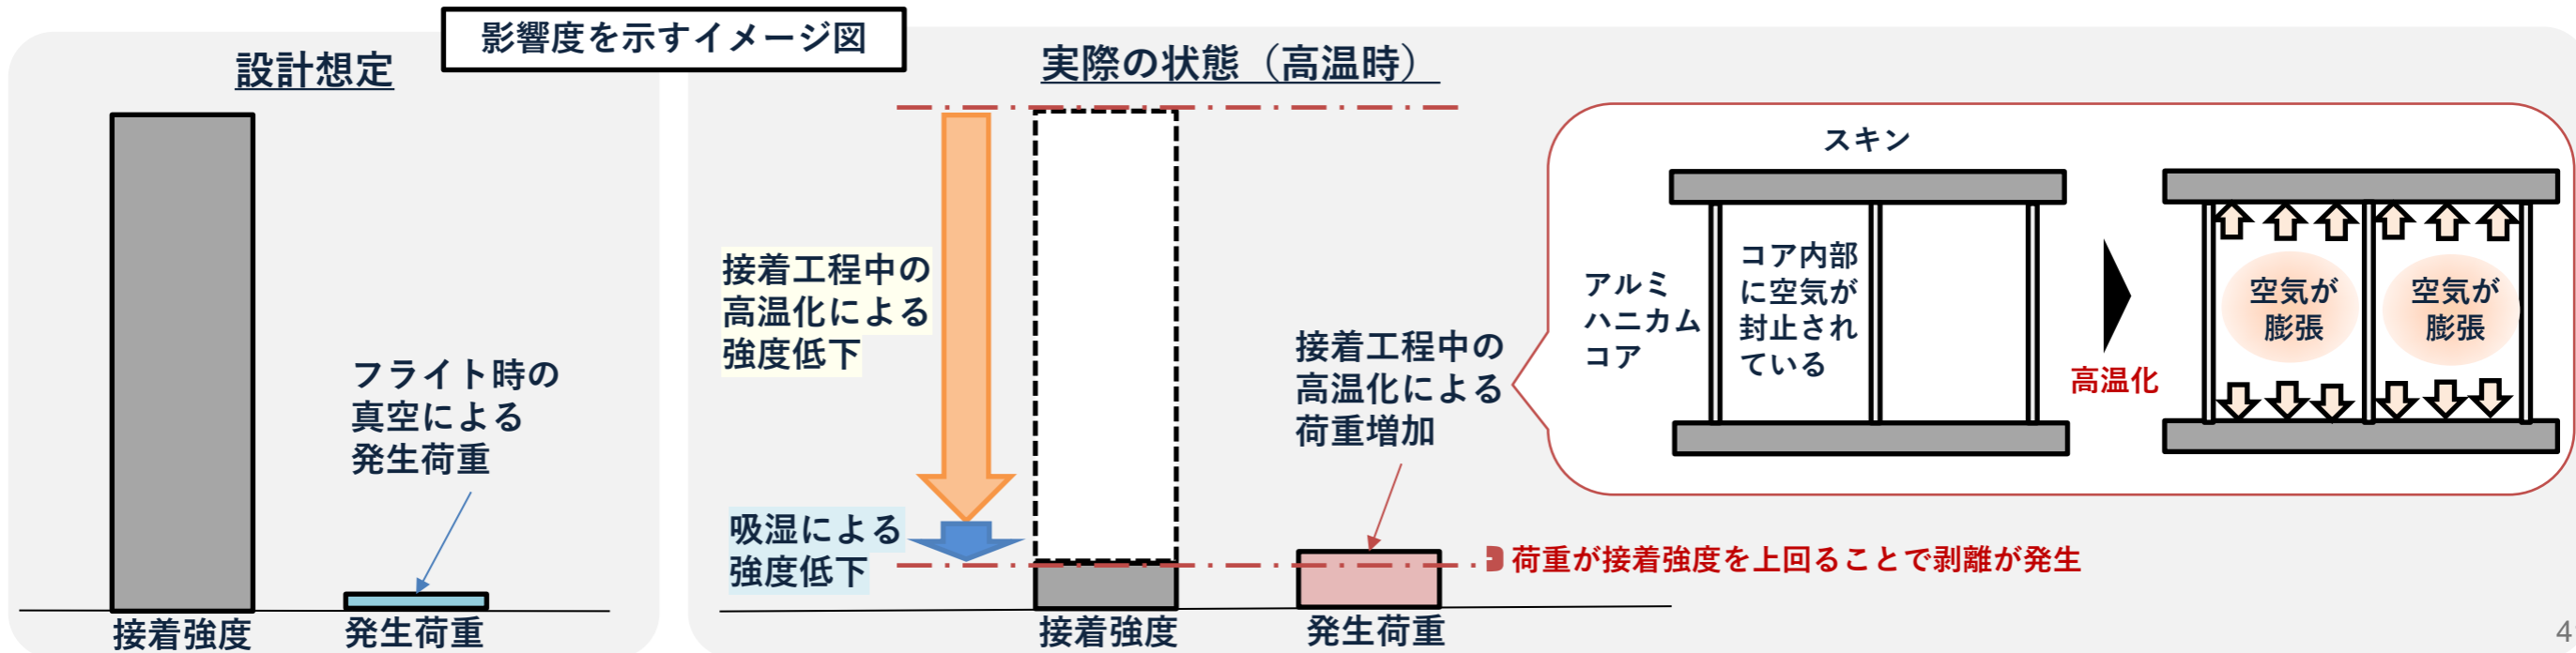 影響度を示すイメージ図
設計想定
フライト時の
真空による
発生荷重
接着強度
発生荷重
実際の状態（高温時）
接着工程中の
高温化による
強度低下
吸湿による
強度低下
接着工程中の
高温化による
荷重増加
接着強度
発生荷重
荷重が接着強度を上回ることで剥離が発生
スキン
アルミ
ハニカム
コア
コア内部
に空気が
封止され
ている
高温化
空気が
膨張
空気が
膨張
4